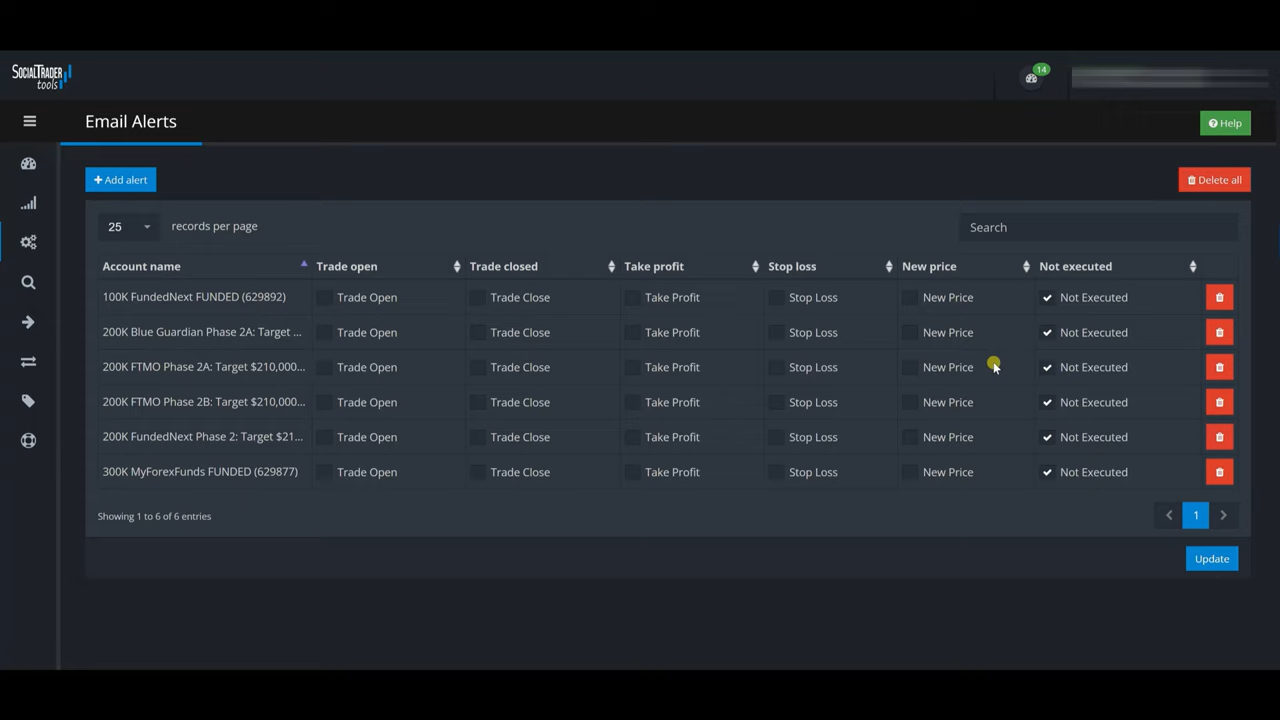 SOCIALTRADER
tools
14
Email Alerts
Help
+ Add alert
Delete all
25 records per page
Search
Account name Trade open Trade closed Take profit Stop loss New price Not executed
100K FundedNext FUNDED (629892) Trade Open Trade Close Take Profit Stop Loss New Price Not Executed
200K Blue Guardian Phase 2A: Target ... Trade Open Trade Close Take Profit Stop Loss New Price Not Executed
200K FTMO Phase 2A: Target $210,000... Trade Open Trade Close Take Profit Stop Loss New Price Not Executed
200K FTMO Phase 2B: Target $210,000... Trade Open Trade Close Take Profit Stop Loss New Price Not Executed
200K FundedNext Phase 2: Target $21... Trade Open Trade Close Take Profit Stop Loss New Price Not Executed
300K MyForexFunds FUNDED (629877) Trade Open Trade Close Take Profit Stop Loss New Price Not Executed
Showing 1 to 6 of 6 entries
1
Update